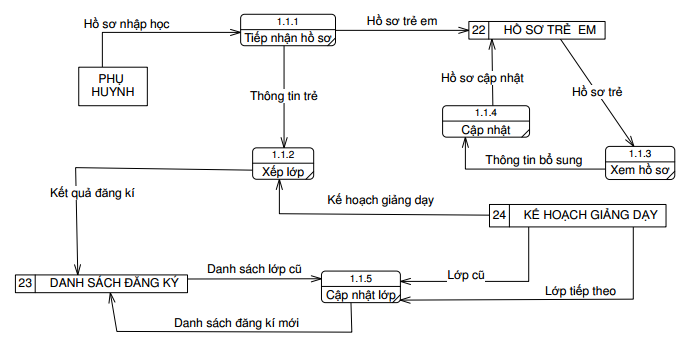 Hồ sơ nhập học
1.1.1
Tiếp nhận hồ sơ
Hồ sơ trẻ em
22 HỒ SƠ TRẺ EM
PHỤ
HUYNH
Thông tin trẻ
Hồ sơ cập nhật
Hồ sơ trẻ
1.1.4
Cập nhật
1.1.2
Xếp lớp
Thông tin bổ sung
1.1.3
Xem hồ sơ
Kết quả đăng kí
Kế hoạch giảng dạy
24 KẾ HOẠCH GIẢNG DẠY
23 DANH SÁCH ĐĂNG KÝ
Danh sách lớp cũ
1.1.5
Cập nhật lớp
Lớp cũ
Lớp tiếp theo
Danh sách đăng kí mới